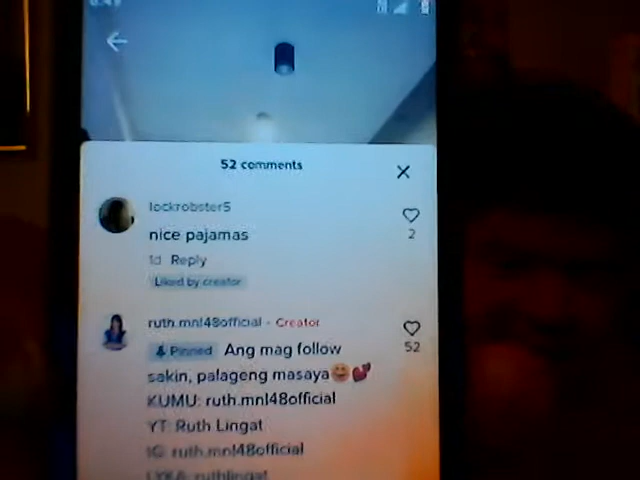 52 comments
lockrobster5
nice pajamas
2
1d Reply
Liked by creator
ruth.mnl48official · Creator
Pinned Ang mag follow
52
sakin, palageng masaya😊💕
KUMU: ruth.mnl48official
YT: Ruth Lingat
IG: ruth.mnl48official
ruthlingat